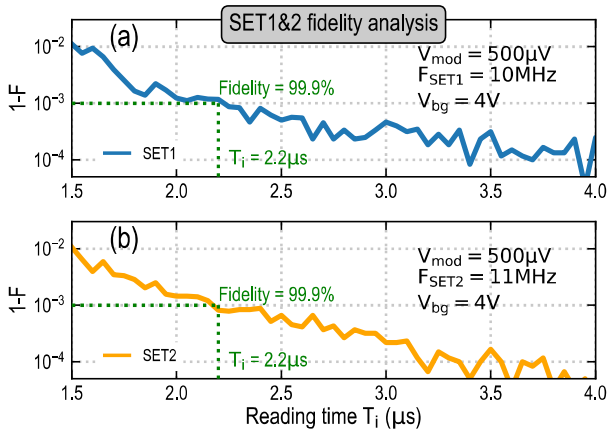 SET1&2 fidelity analysis
(a)
V_mod = 500μV
F_SET1 = 10MHz
V_bg = 4V
Fidelity = 99.9%
T_i = 2.2μs
SET1
1-F
10⁻²
10⁻³
10⁻⁴
1.5 2.0 2.5 3.0 3.5 4.0
(b)
V_mod = 500μV
F_SET2 = 11MHz
V_bg = 4V
Fidelity = 99.9%
T_i = 2.2μs
SET2
1-F
10⁻²
10⁻³
10⁻⁴
1.5 2.0 2.5 3.0 3.5 4.0
Reading time T_i (μs)